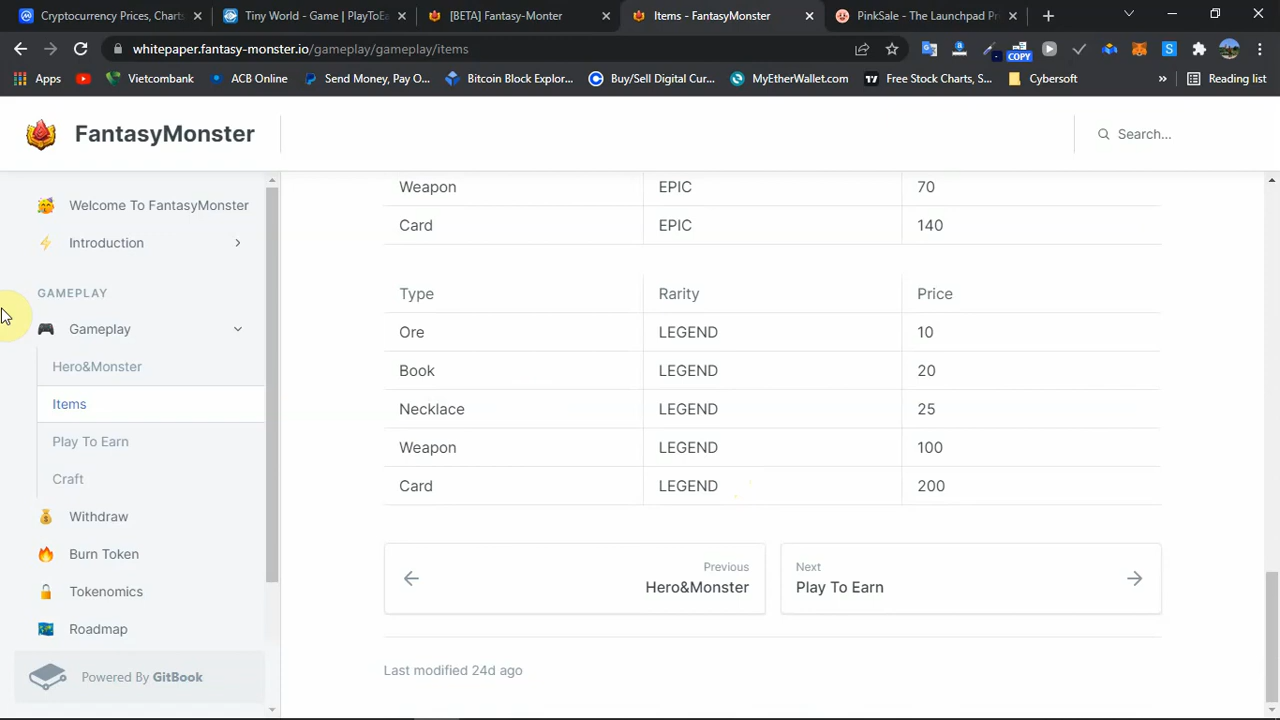 Cryptocurrency Prices, Charts
Tiny World - Game | PlayToEa
[BETA] Fantasy-Monter
Items - FantasyMonster
PinkSale - The Launchpad Pr
whitepaper.fantasy-monster.io/gameplay/gameplay/items
COPY
Apps
Vietcombank
ACB Online
Send Money, Pay O...
Bitcoin Block Explor...
Buy/Sell Digital Cur...
MyEtherWallet.com
Free Stock Charts, S...
Cybersoft
»
Reading list
FantasyMonster
Search...
Welcome To FantasyMonster
Introduction
GAMEPLAY
Gameplay
Hero&Monster
Items
Play To Earn
Craft
Withdraw
Burn Token
Tokenomics
Roadmap
Powered By GitBook
Weapon EPIC 70
Card EPIC 140
Type Rarity Price
Ore LEGEND 10
Book LEGEND 20
Necklace LEGEND 25
Weapon LEGEND 100
Card LEGEND 200
Previous
Hero&Monster
Next
Play To Earn
Last modified 24d ago